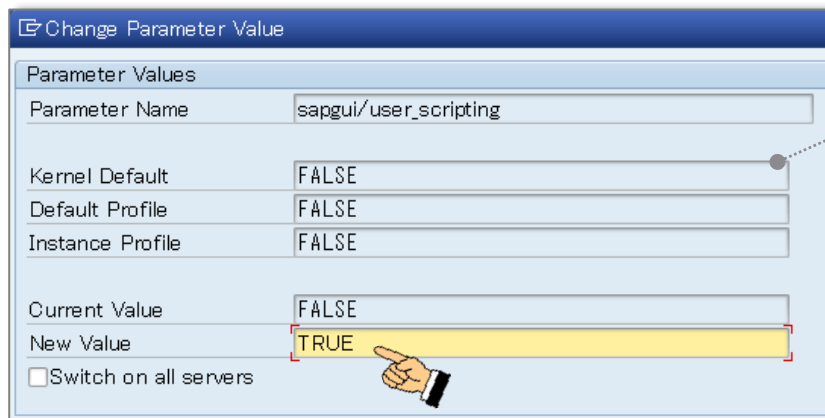 Change Parameter Value
Parameter Values
Parameter Name sapgui/user_scripting
Kernel Default FALSE
Default Profile FALSE
Instance Profile FALSE
Current Value FALSE
New Value TRUE
Switch on all servers